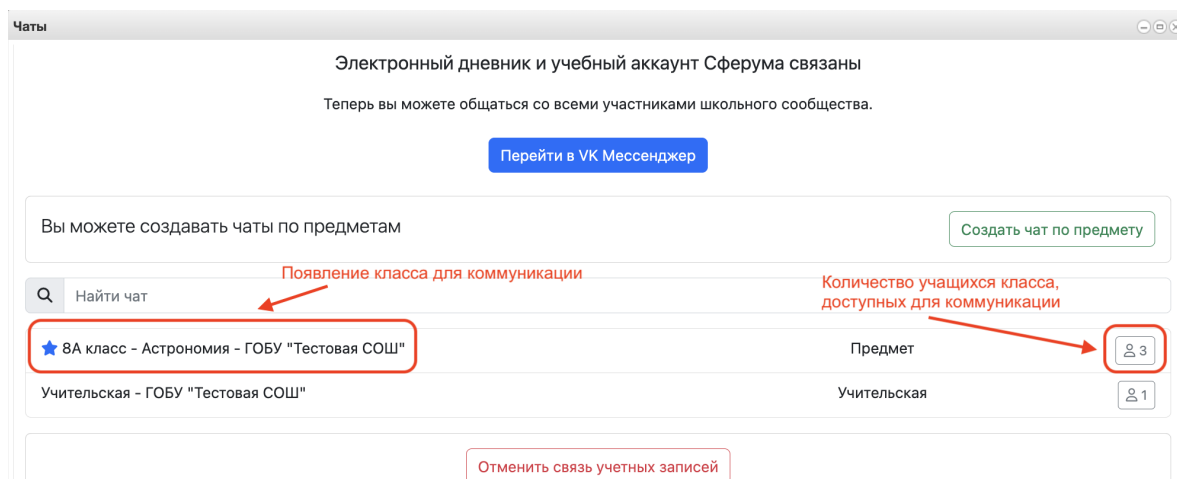 Чаты
Электронный дневник и учебный аккаунт Сферума связаны
Теперь вы можете общаться со всеми участниками школьного сообщества.
Перейти в VK Мессенджер
Вы можете создавать чаты по предметам
Создать чат по предмету
Появление класса для коммуникации
Количество учащихся класса,
доступных для коммуникации
Найти чат
8А класс - Астрономия - ГОБУ "Тестовая СОШ" Предмет 3
Учительская - ГОБУ "Тестовая СОШ" Учительская 1
Отменить связь учетных записей